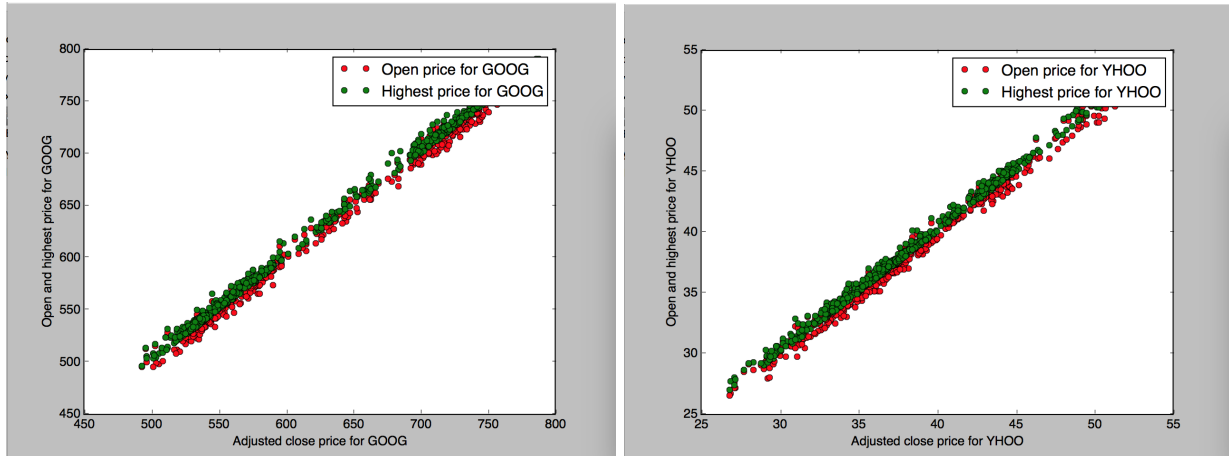 800
750
700
650
600
550
500
450
Open and highest price for GOOG
Open price for GOOG
Highest price for GOOG
450 500 550 600 650 700 750 800
Adjusted close price for GOOG
55
50
45
40
35
30
25
Open and highest price for YHOO
Open price for YHOO
Highest price for YHOO
25 30 35 40 45 50 55
Adjusted close price for YHOO